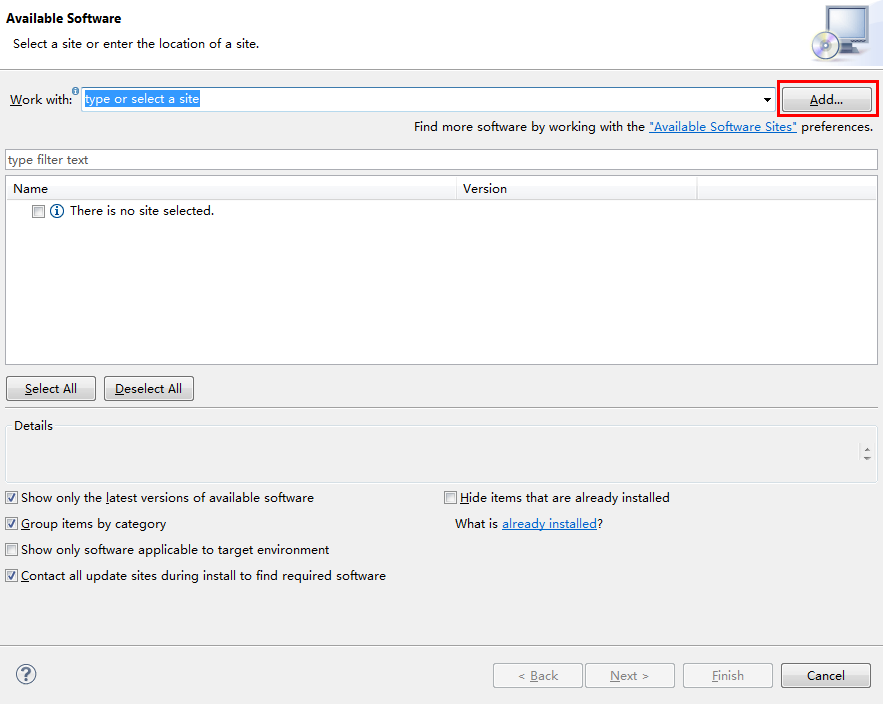 Available Software
Select a site or enter the location of a site.
Work with: type or select a site Add...
Find more software by working with the "Available Software Sites" preferences.
type filter text
Name Version
There is no site selected.
Select All Deselect All
Details
Show only the latest versions of available software Hide items that are already installed
Group items by category What is already installed?
Show only software applicable to target environment
Contact all update sites during install to find required software
? < Back Next > Finish Cancel